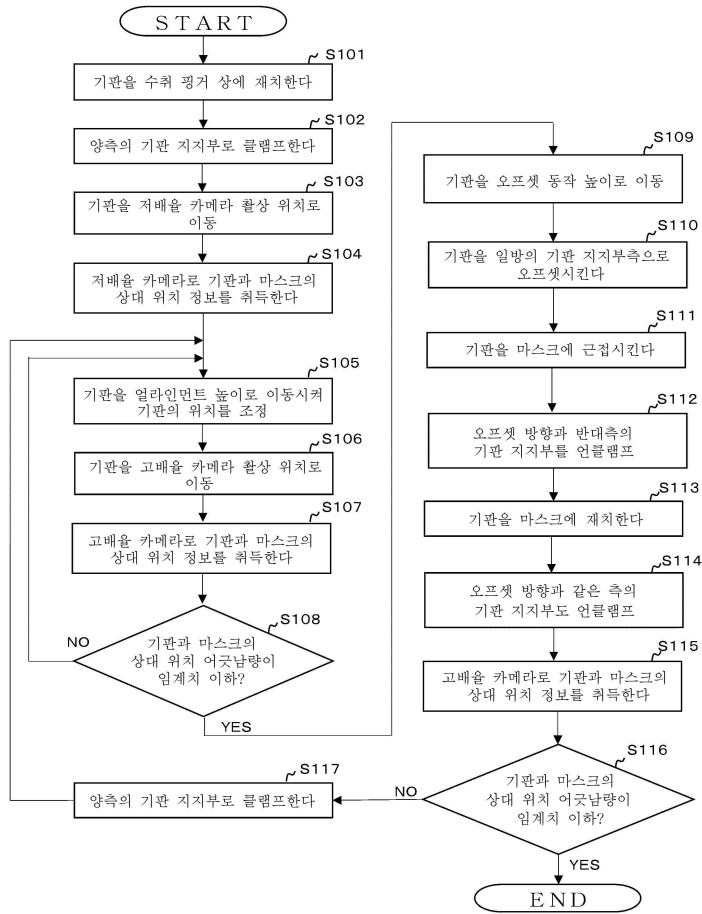 START
S101
기판을 수취 핑거 상에 재치한다
S102
양측의 기판 지지부로 클램프한다
S103
기판을 저배율 카메라 촬상 위치로
이동
S104
저배율 카메라로 기판과 마스크의
상대 위치 정보를 취득한다
S105
기판을 얼라인먼트 높이로 이동시켜
기판의 위치를 조정
S106
기판을 고배율 카메라 촬상 위치로
이동
S107
고배율 카메라로 기판과 마스크의
상대 위치 정보를 취득한다
S108
NO
기판과 마스크의
상대 위치 어긋남량이
임계치 이하?
YES
S109
기판을 오프셋 동작 높이로 이동
S110
기판을 일방의 기판 지지부측으로
오프셋시킨다
S111
기판을 마스크에 근접시킨다
S112
오프셋 방향과 반대측의
기판 지지부를 언클램프
S113
기판을 마스크에 재치한다
S114
오프셋 방향과 같은 측의
기판 지지부도 언클램프
S115
고배율 카메라로 기판과 마스크의
상대 위치 정보를 취득한다
S116
NO
기판과 마스크의
상대 위치 어긋남량이
임계치 이하?
YES
S117
양측의 기판 지지부로 클램프한다
END